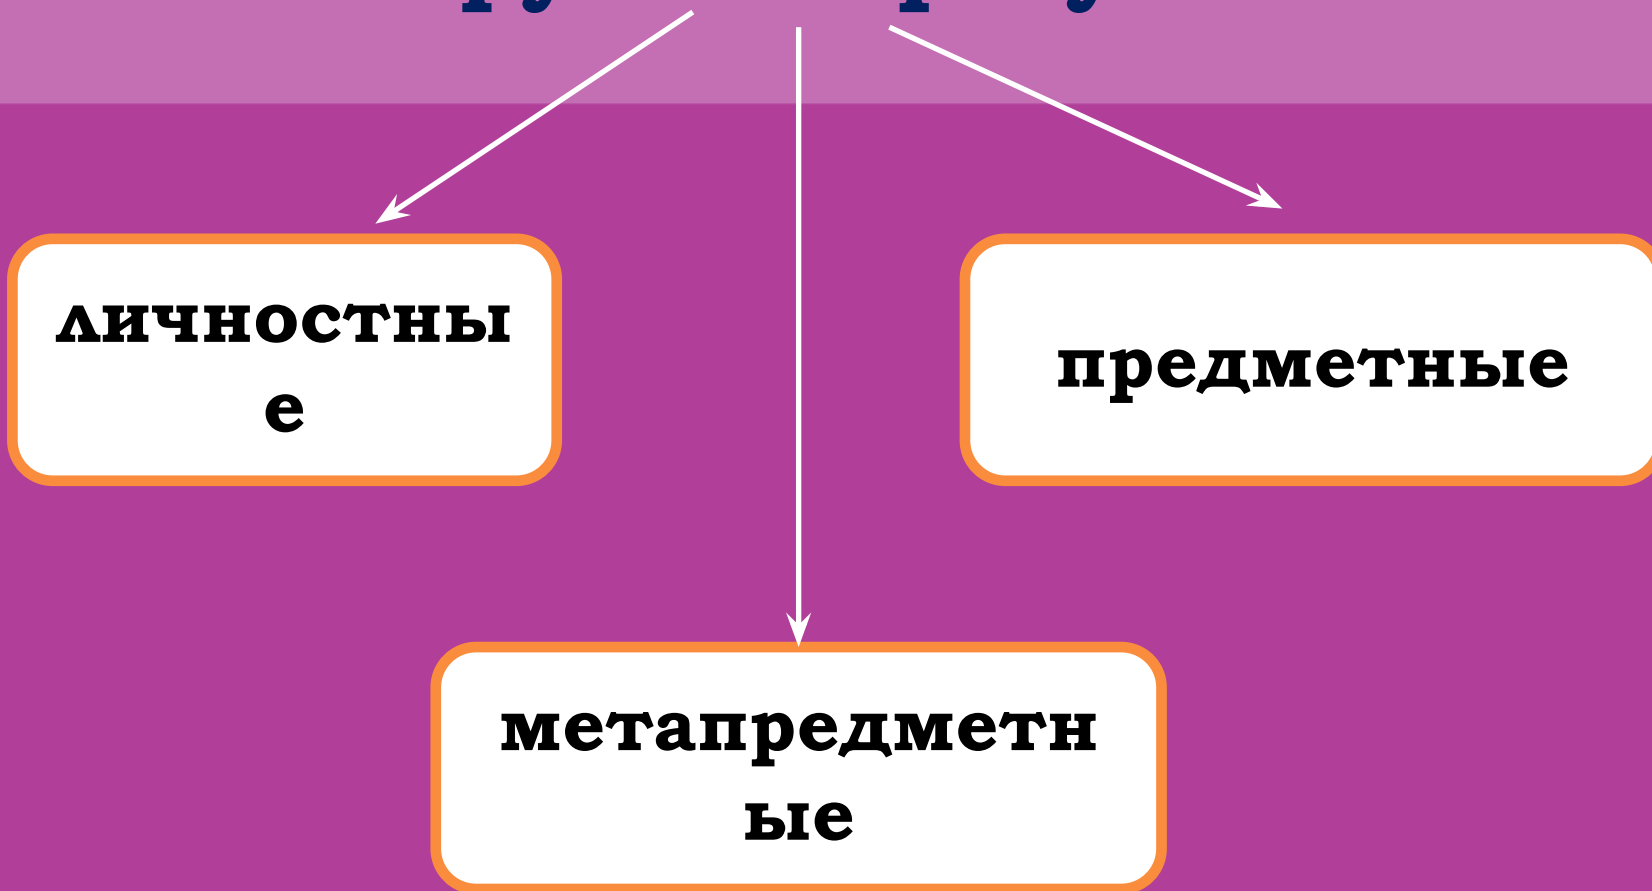 личностны
е
предметные
метапредметн
ые